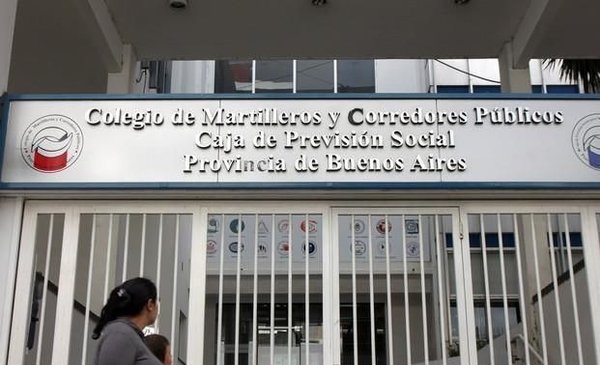 Colegio de Martilleros y Corredores Públicos
Caja de Previsión Social
Provincia de Buenos Aires